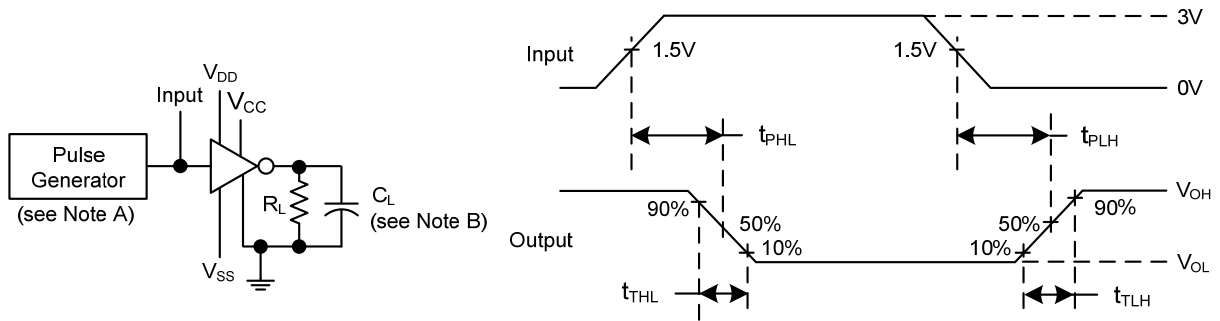 V_DD
Input
V_CC
Pulse
Generator
(see Note A)
R_L
C_L
(see Note B)
V_SS
Input
1.5V
1.5V
3V
0V
t_PHL
t_PLH
Output
90%
50%
10%
50%
10%
90%
V_OH
V_OL
t_THL
t_TLH